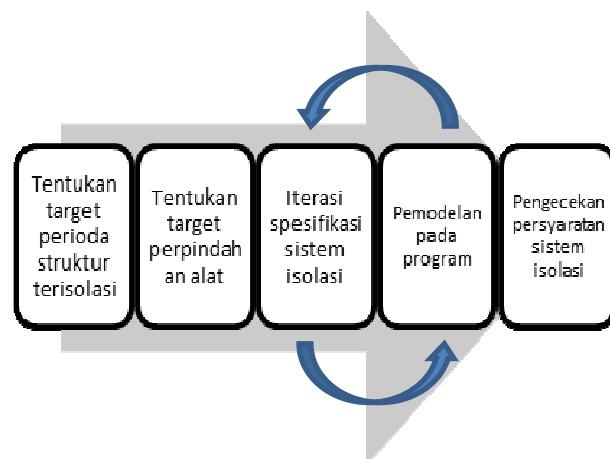 Tentukan
target
perioda
struktur
terisolasi
Tentukan
target
perpindah
an alat
Iterasi
spesifikasi
sistem
isolasi
Pemodelan
pada
program
Pengecekan
persyaratan
sistem
isolasi